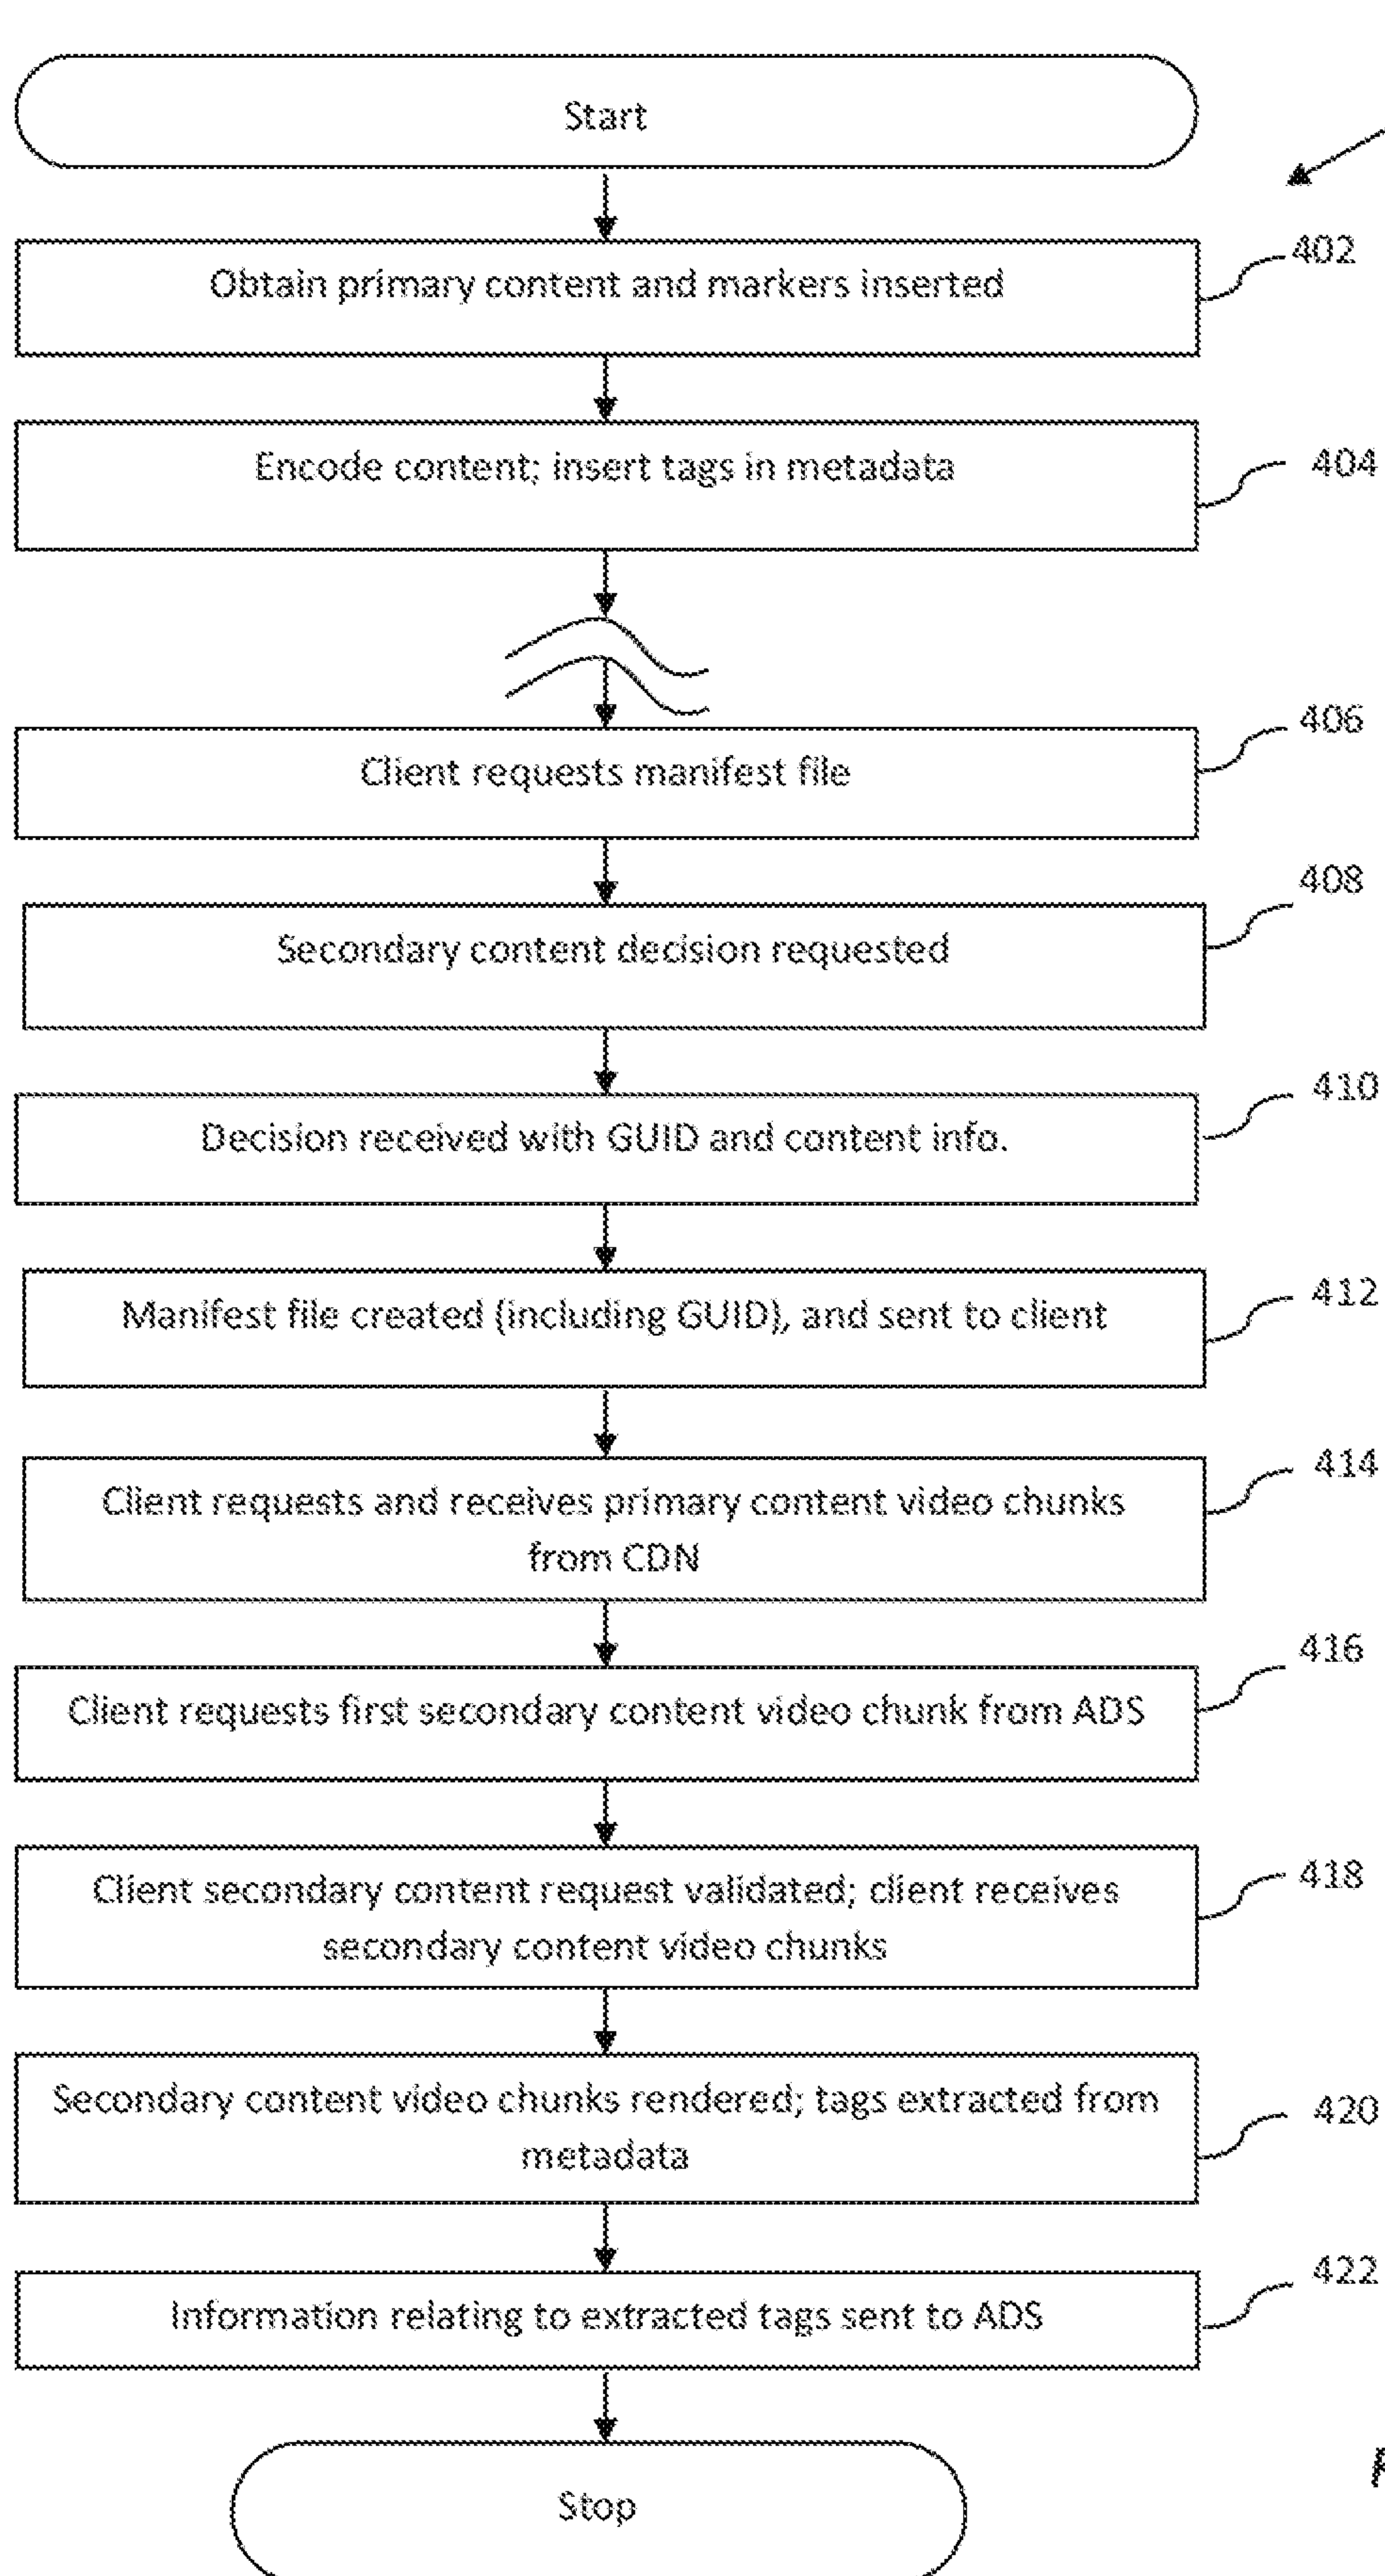 Start
Obtain primary content and markers inserted
402
Encode content; insert tags in metadata
404
Client requests manifest file
406
Secondary content decision requested
408
Decision received with GUID and content info.
410
Manifest file created (including GUID), and sent to client
412
Client requests and receives primary content video chunks
from CDN
414
Client requests first secondary content video chunk from ADS
416
Client secondary content request validated; client receives
secondary content video chunks
418
Secondary content video chunks rendered; tags extracted from
metadata
420
Information relating to extracted tags sent to ADS
422
Stop